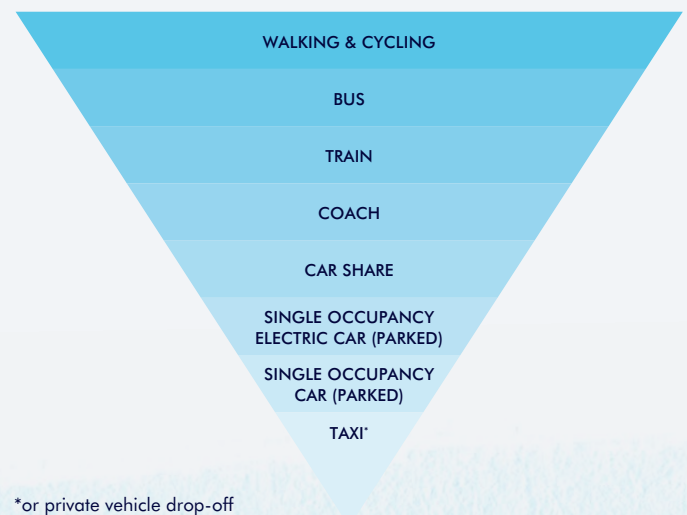 WALKING & CYCLING
BUS
TRAIN
COACH
CAR SHARE
SINGLE OCCUPANCY
ELECTRIC CAR (PARKED)
SINGLE OCCUPANCY
CAR (PARKED)
TAXI*
*or private vehicle drop-off